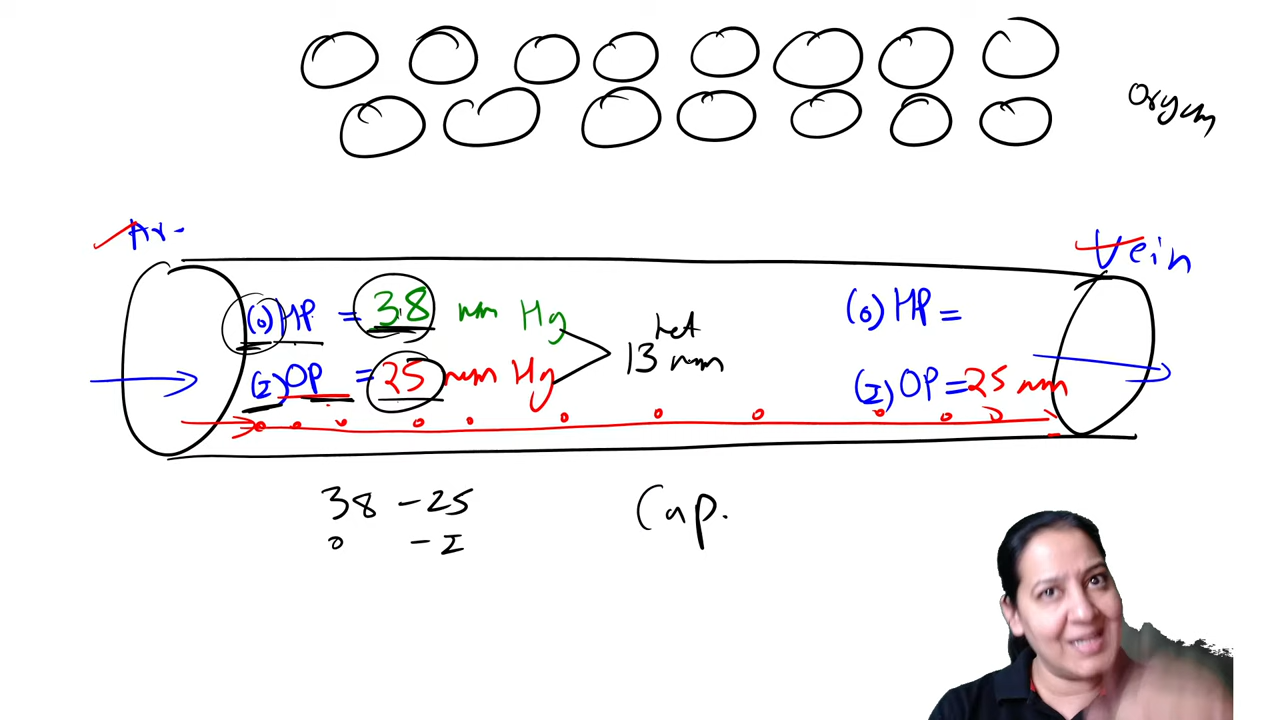 Ar-
Vein
(O) HP = 38 mm Hg
(I) OP = 25 mm Hg
net
13 mm
(O) HP =
(I) OP = 25 mm
38 - 25
O - I
Cap.